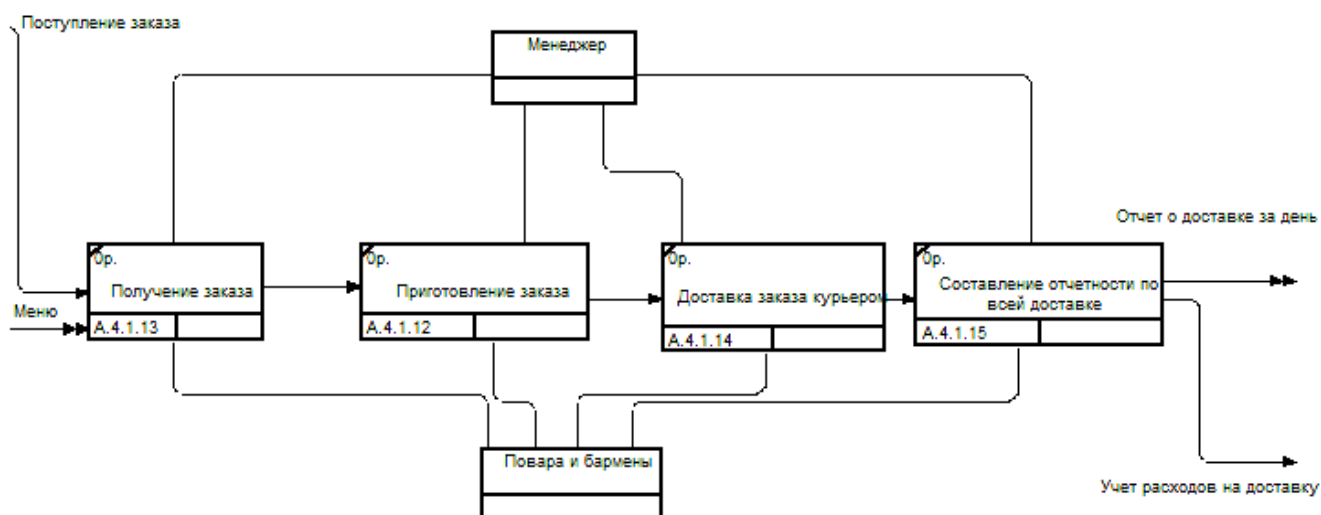 Поступление заказа
Менеджер
Отчет о доставке за день
0р.
Получение заказа
А.4.1.13
0р.
Приготовление заказа
А.4.1.12
0р.
Доставка заказа курьером
А.4.1.14
0р.
Составление отчетности по
всей доставке
А.4.1.15
Меню
Повара и бармены
Учет расходов на доставку